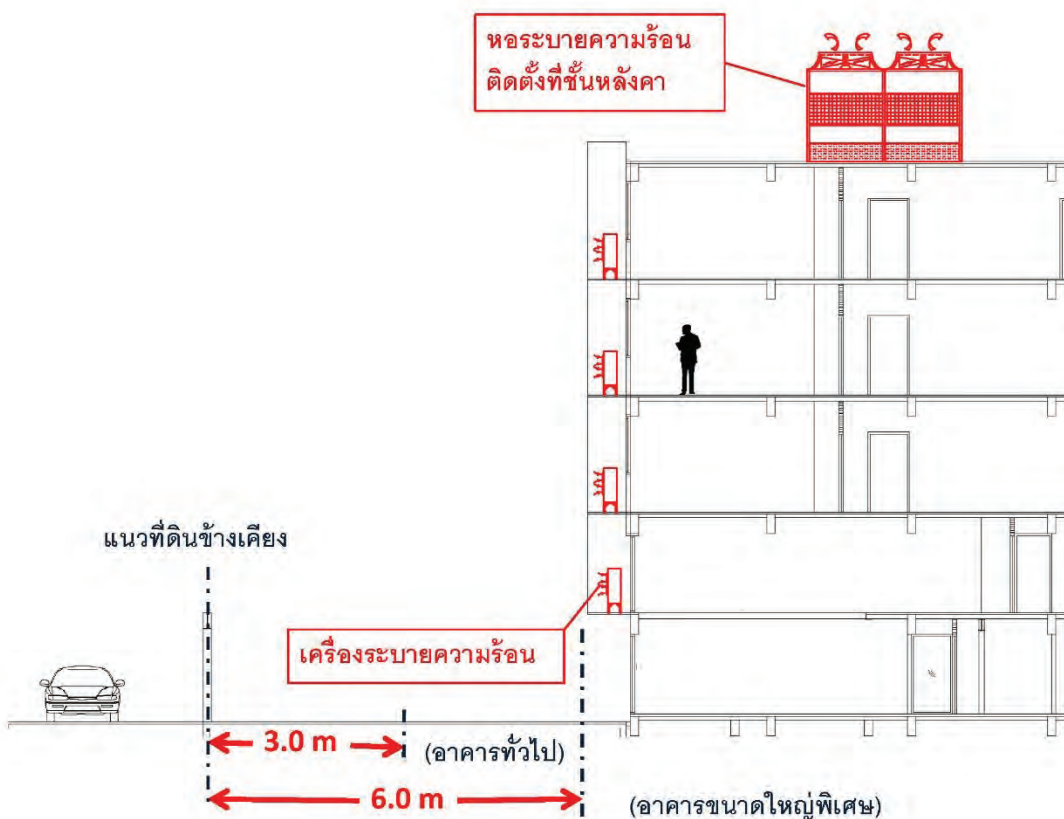 หอระบายความร้อน
ติดตั้งที่ชั้นหลังคา
แนวที่ดินข้างเคียง
เครื่องระบายความร้อน
3.0 m
(อาคารทั่วไป)
6.0 m
(อาคารขนาดใหญ่พิเศษ)